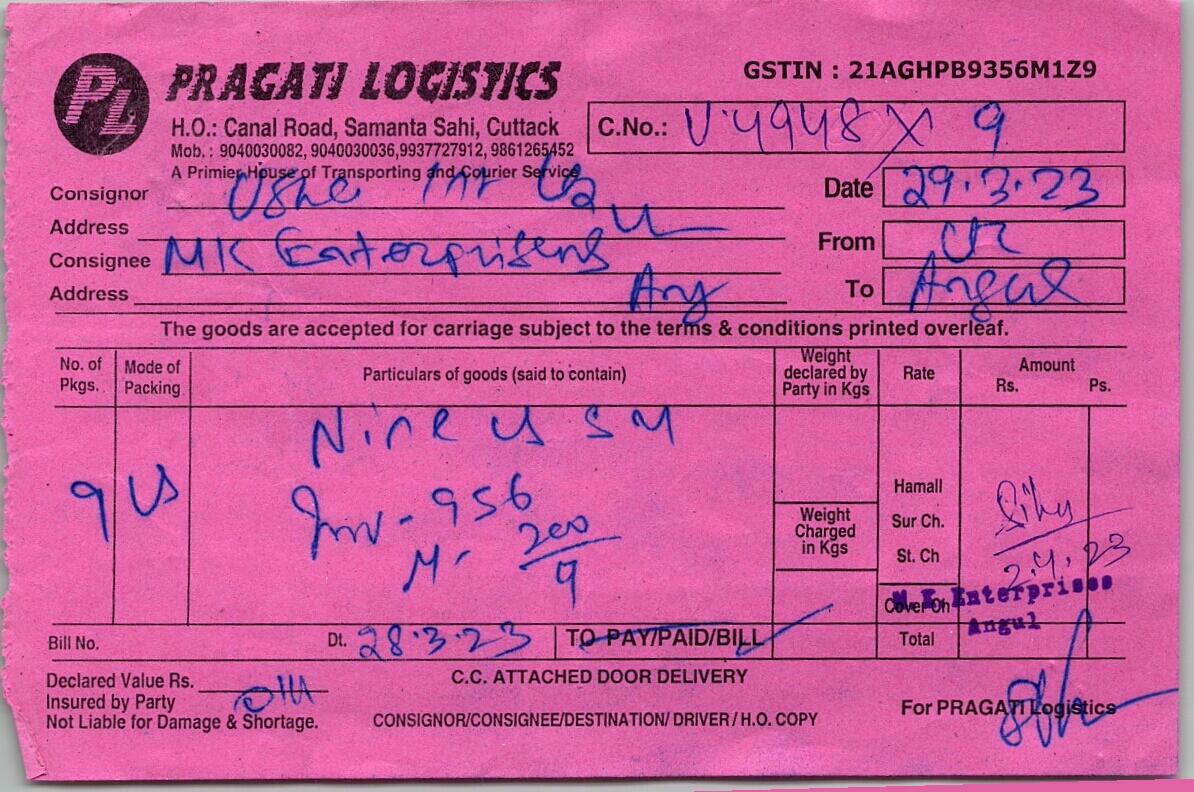 PL PRAGATI LOGISTICS
GSTIN : 21AGHPB9356M1Z9
H.O.: Canal Road, Samanta Sahi, Cuttack
C.No.: V-4948 X 9
Mob. : 9040030082, 9040030036,9937727912, 9861265452
A Primier House of Transporting and Courier Service
Consignor
Date 29.3.23
Address
From
Consignee MK Enterprisers
Address Ang
To Angul
The goods are accepted for carriage subject to the terms & conditions printed overleaf.
No. of Pkgs. Mode of Packing Particulars of goods (said to contain) Weight declared by Party in Kgs Rate Amount Rs. Ps.
Nine
9
956
200
9
Hamall
Weight Charged in Kgs
Sur Ch.
St. Ch
2.4.23
Cover Ch
M.K.Enterprises
Angul
Bill No. Dt. 28.3.23 TO PAY/PAID/BILL Total
Declared Value Rs.
C.C. ATTACHED DOOR DELIVERY
Insured by Party
Not Liable for Damage & Shortage.
CONSIGNOR/CONSIGNEE/DESTINATION/ DRIVER / H.O. COPY
For PRAGATI Logistics